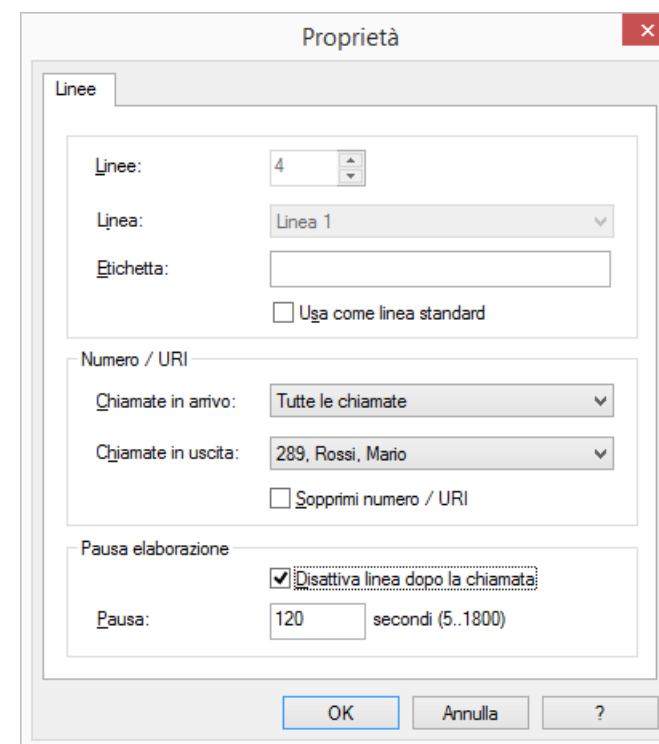 Proprietà
Linee
Linee: 4
Linea: Linea 1
Etichetta:
Usa come linea standard
Numero / URI
Chiamate in arrivo: Tutte le chiamate
Chiamate in uscita: 289, Rossi, Mario
Sopprimi numero / URI
Pausa elaborazione
Disattiva linea dopo la chiamata
Pausa: 120 secondi (5..1800)
OK Annulla ?